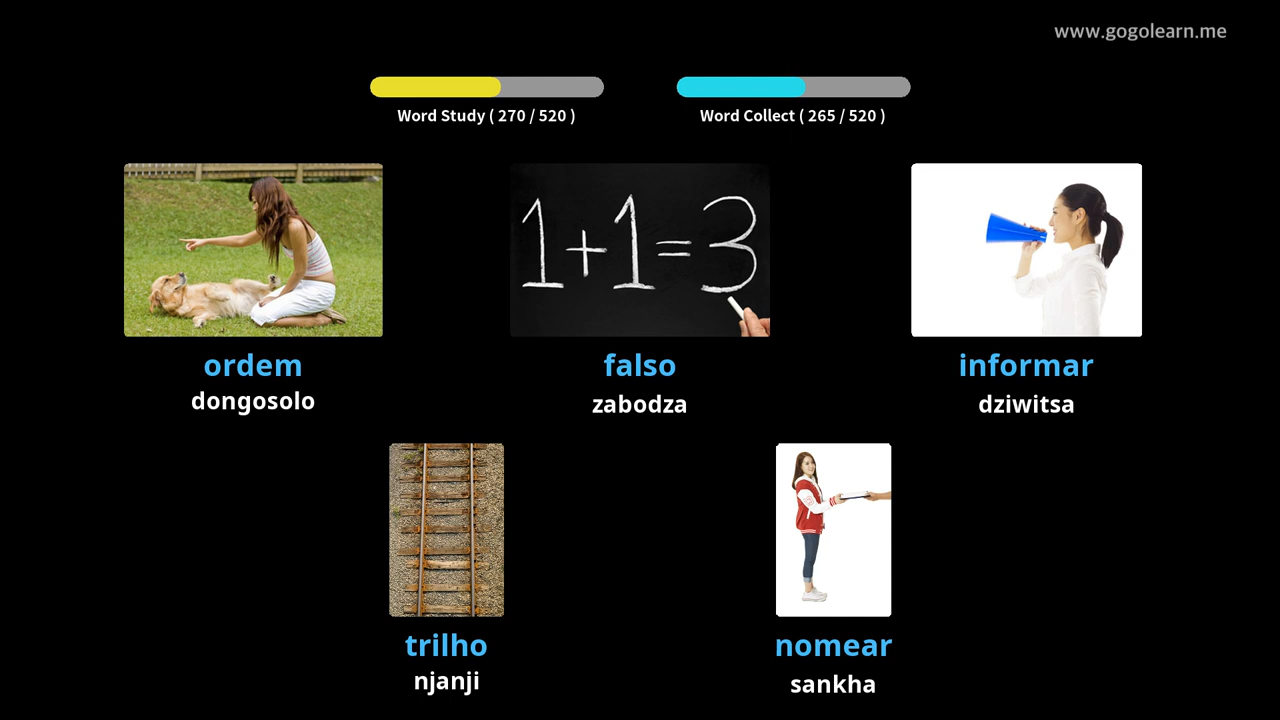 www.gogolearn.me
Word Study ( 270 / 520 )
Word Collect ( 265 / 520 )
1+1=3
ordem
dongosolo
falso
zabodza
informar
dziwitsa
trilho
njanji
nomear
sankha